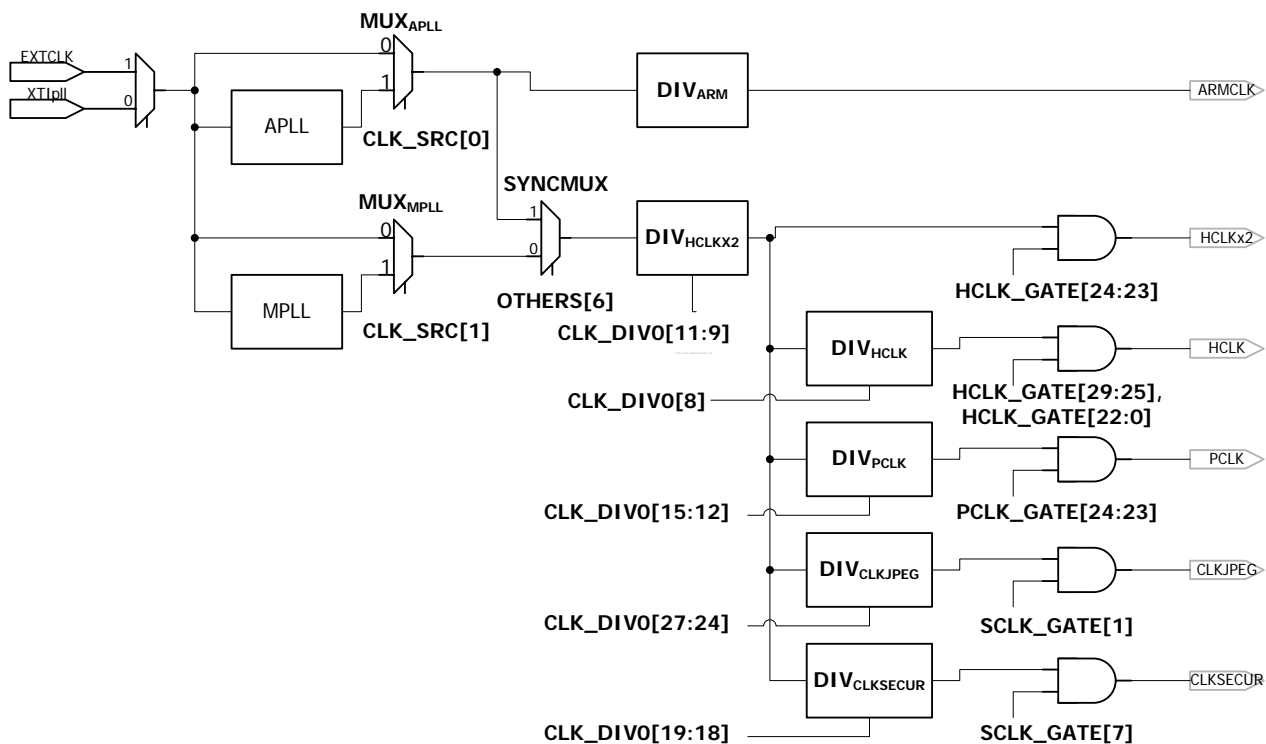 MUXAPLL
EXTCLK
1
0
XTIpll
0
1
APLL
CLK_SRC[0]
DIVARM
ARMCLK
MUXMPLL
0
1
MPLL
CLK_SRC[1]
SYNCMUX
1
0
OTHERS[6]
DIVHCLKX2
CLK_DIV0[11:9]
HCLKx2
HCLK_GATE[24:23]
DIVHCLK
CLK_DIV0[8]
HCLK
HCLK_GATE[29:25],
HCLK_GATE[22:0]
DIVPCLK
CLK_DIV0[15:12]
PCLK
PCLK_GATE[24:23]
DIVCLKJPEG
CLK_DIV0[27:24]
CLKJPEG
SCLK_GATE[1]
DIVCLKSECUR
CLK_DIV0[19:18]
CLKSECUR
SCLK_GATE[7]